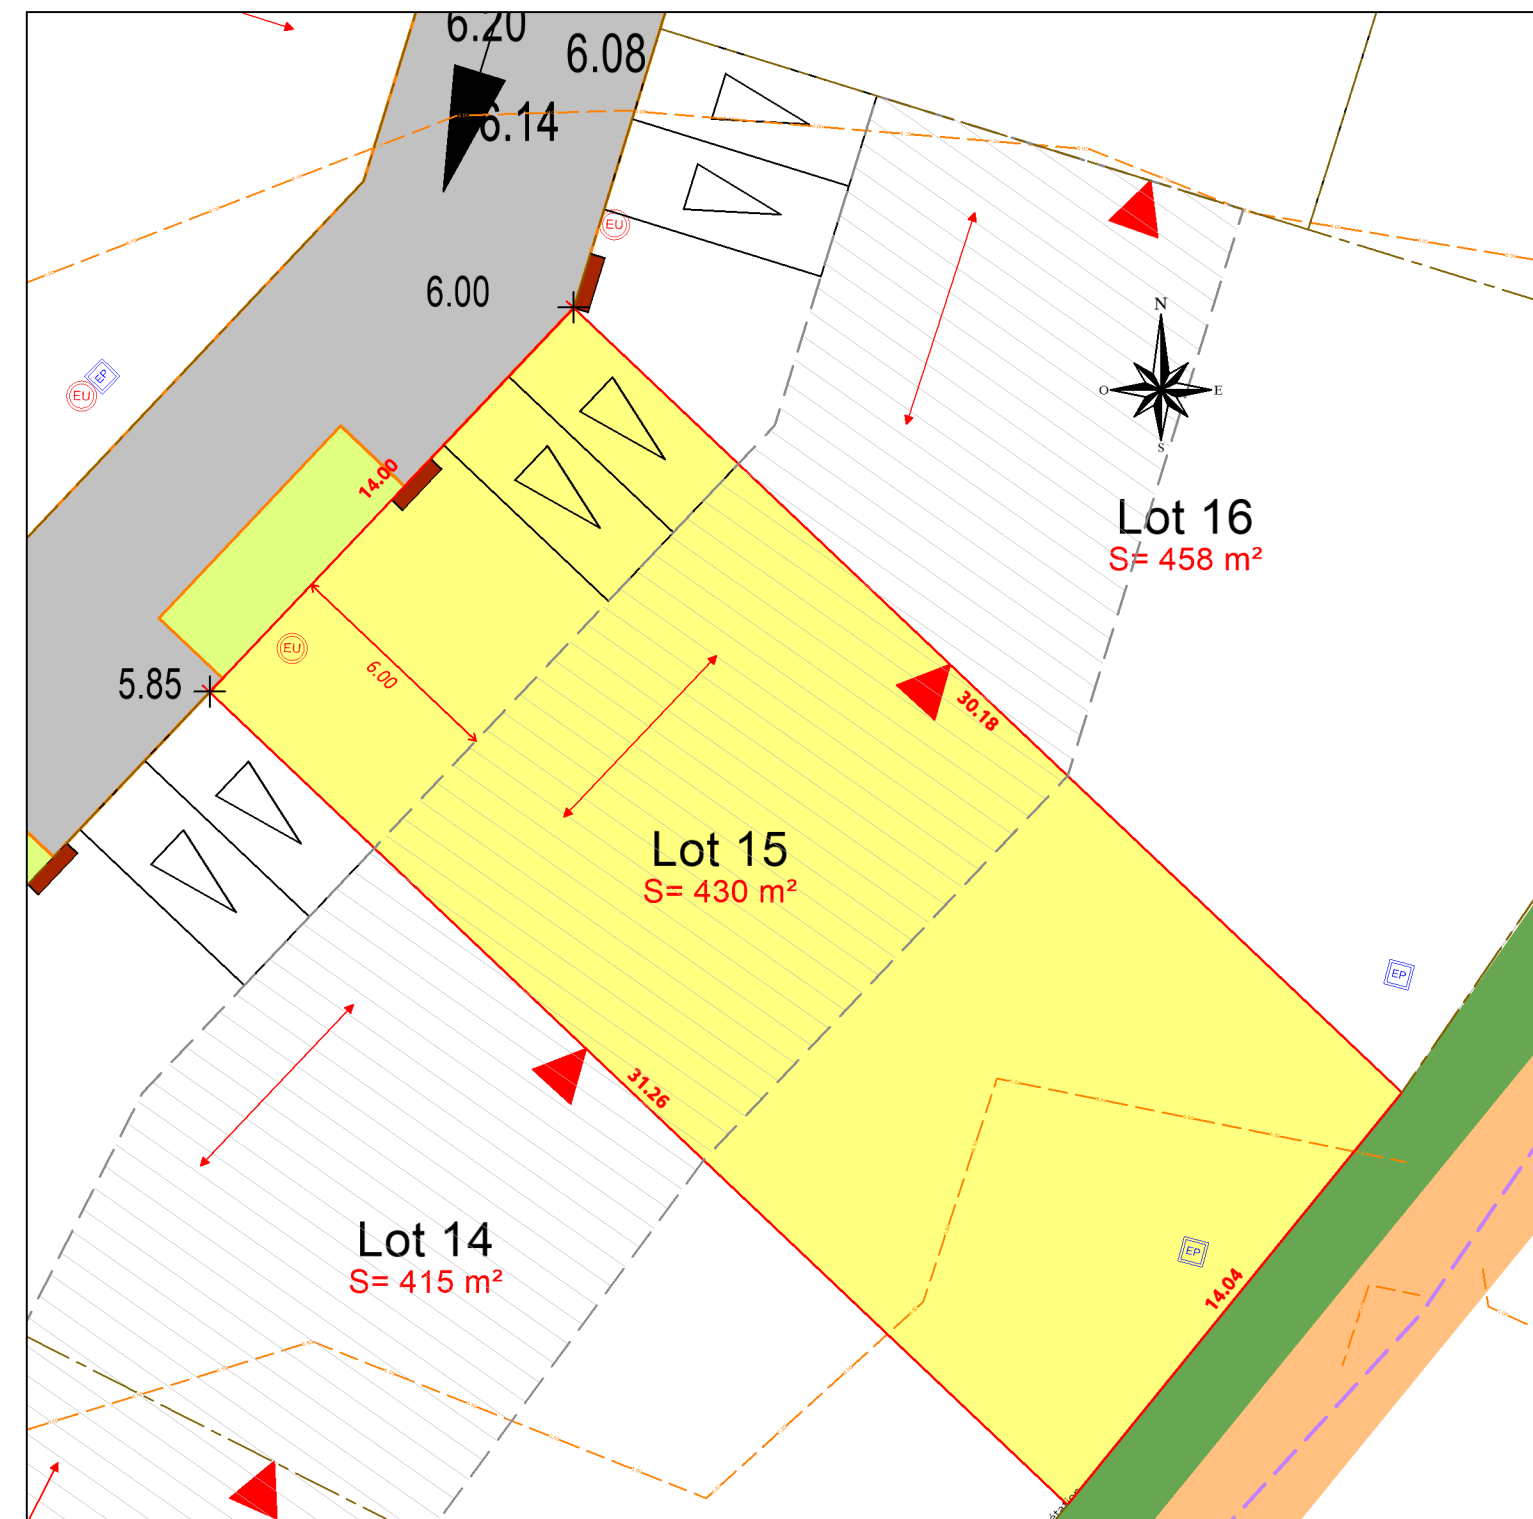 6.20
6.08
6.14
EU
6.00
N
O
E
S
EP
EU
14.00
Lot 16
S= 458 m²
EU
6.00
5.85
30.18
Lot 15
S= 430 m²
EP
31.26
Lot 14
S= 415 m²
EP
14.04